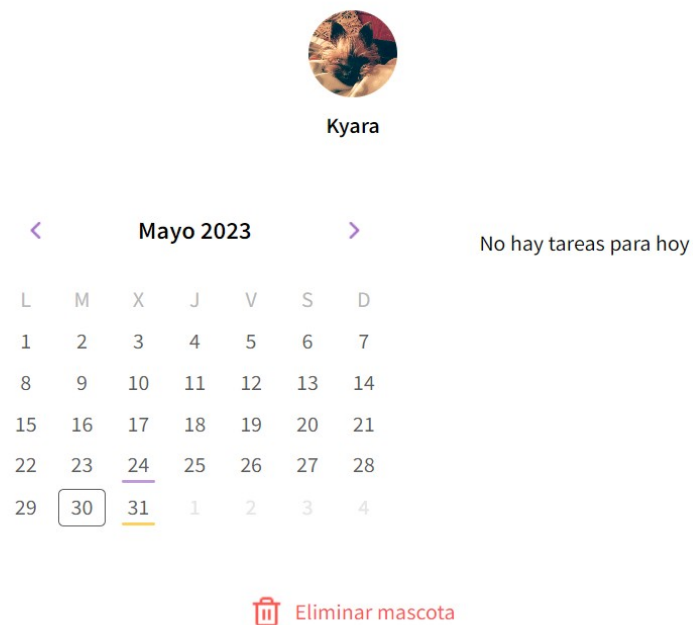 Kyara
Mayo 2023
No hay tareas para hoy
L M X J V S D
1 2 3 4 5 6 7
8 9 10 11 12 13 14
15 16 17 18 19 20 21
22 23 24 25 26 27 28
29 30 31 1 2 3 4
Eliminar mascota